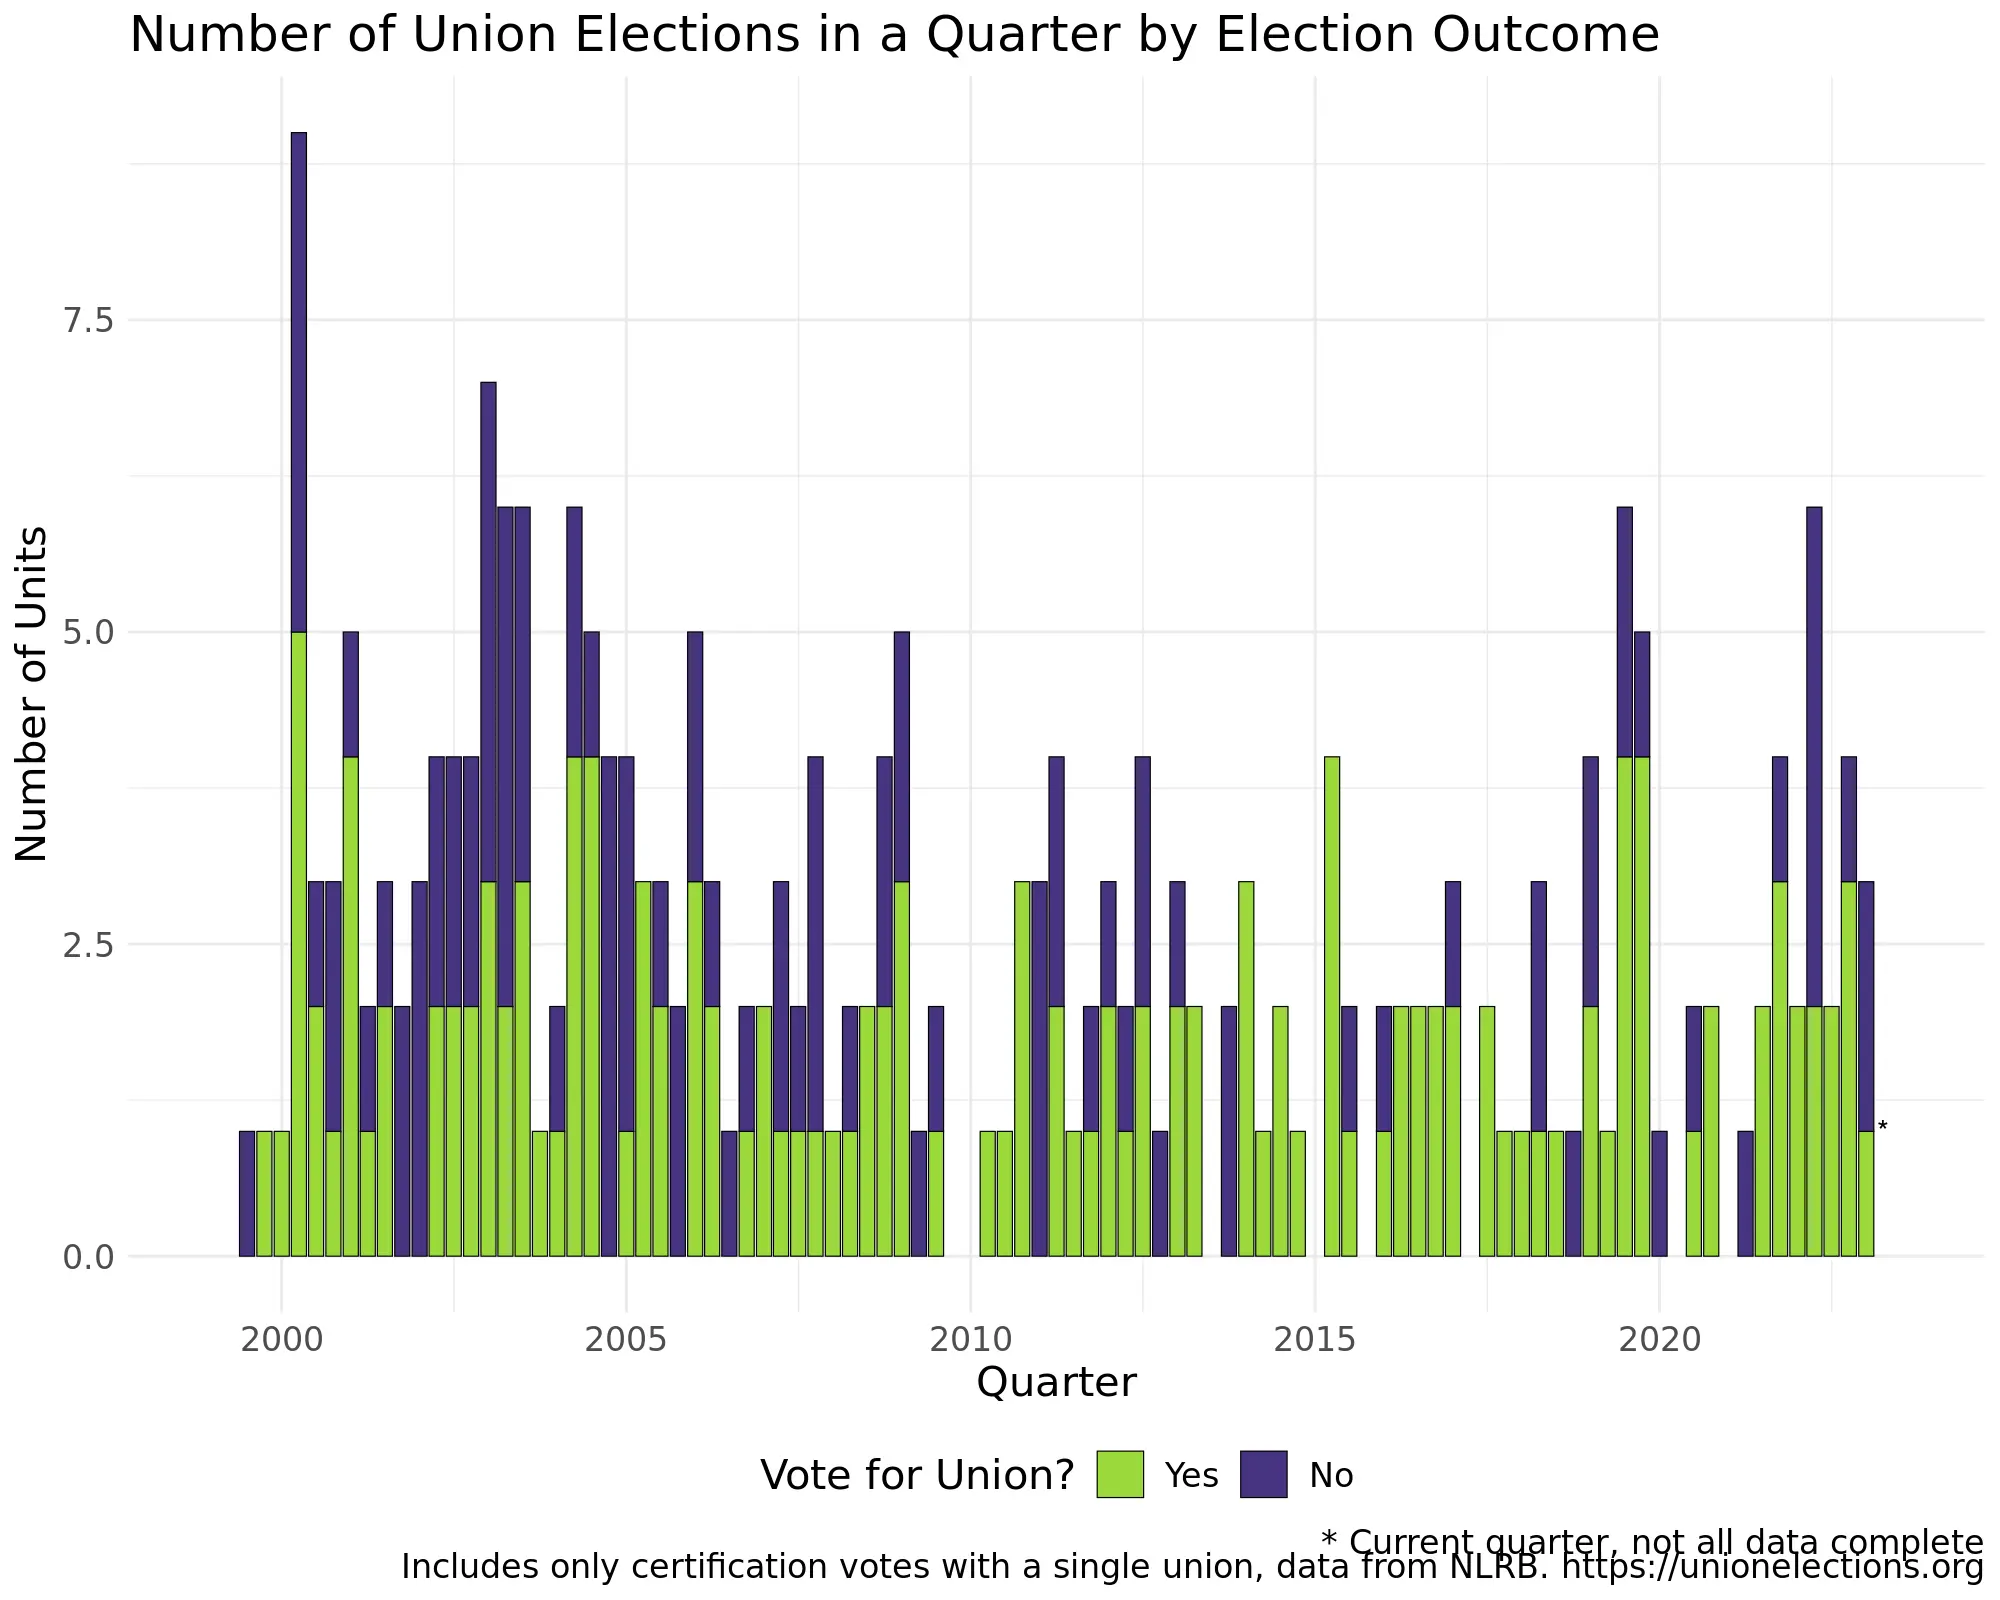 Number of Union Elections in a Quarter by Election Outcome
Number of Units
7.5
5.0
2.5
0.0
*
2000 2005 2010 2015 2020
Quarter
Vote for Union? Yes No
* Current quarter, not all data complete
Includes only certification votes with a single union, data from NLRB. https://unionelections.org